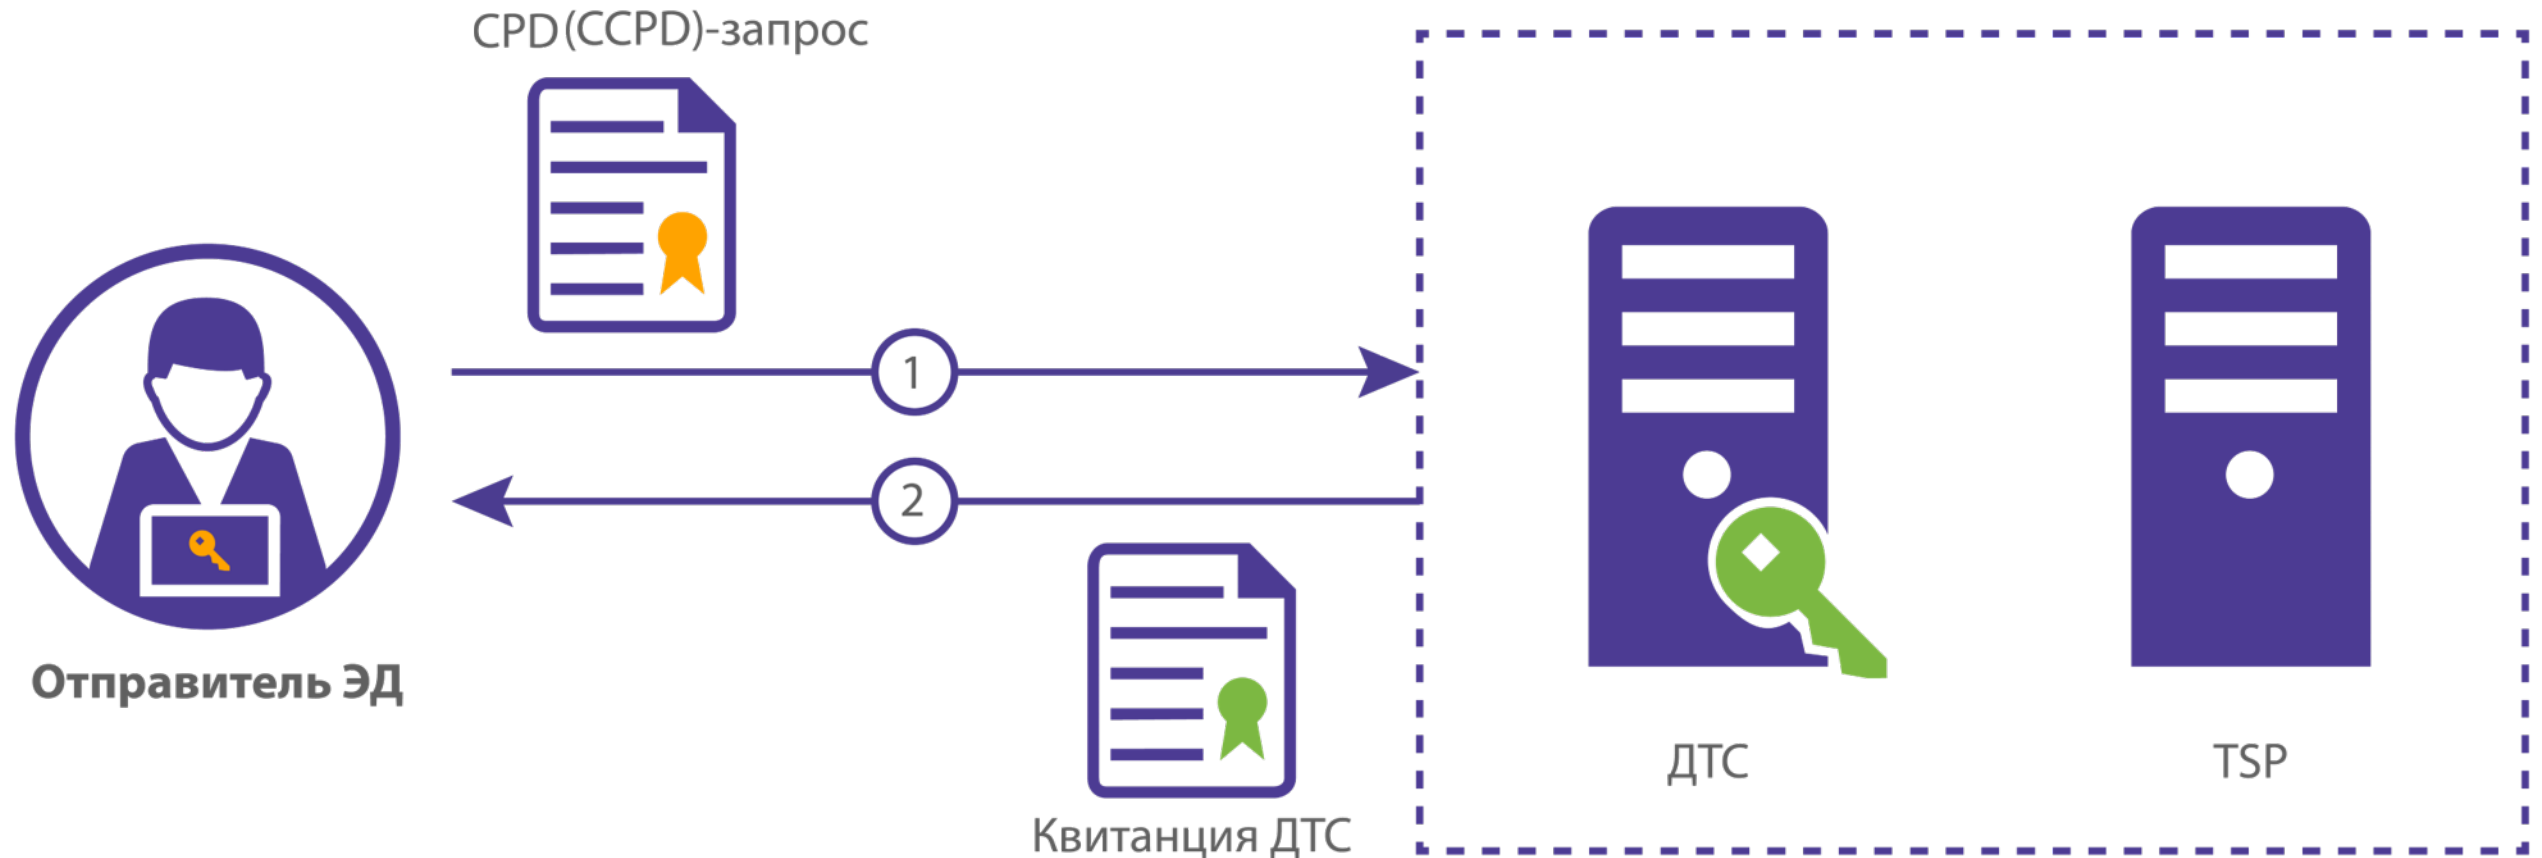 CPD (CCPD)-запрос
1
2
Отправитель ЭД
ДТС
TSP
Квитанция ДТС